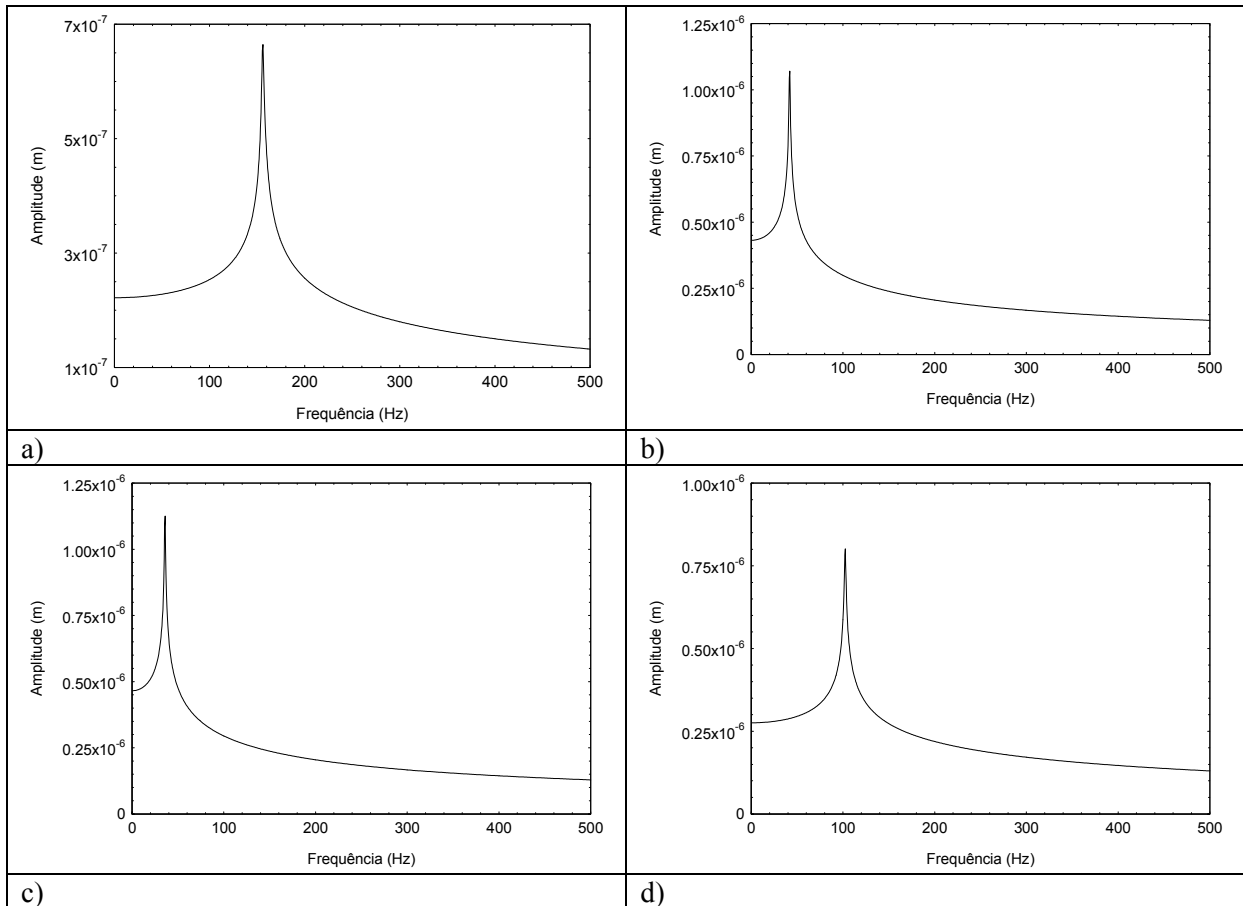 7x10-7
5x10-7
3x10-7
1x10-7
Amplitude (m)
0 100 200 300 400 500
Frequência (Hz)
a)
1.25x10-6
1.00x10-6
0.75x10-6
0.50x10-6
0.25x10-6
0
Amplitude (m)
0 100 200 300 400 500
Frequência (Hz)
b)
1.25x10-6
1.00x10-6
0.75x10-6
0.50x10-6
0.25x10-6
0
Amplitude (m)
0 100 200 300 400 500
Frequência (Hz)
c)
1.00x10-6
0.75x10-6
0.50x10-6
0.25x10-6
0
Amplitude (m)
0 100 200 300 400 500
Frequência (Hz)
d)